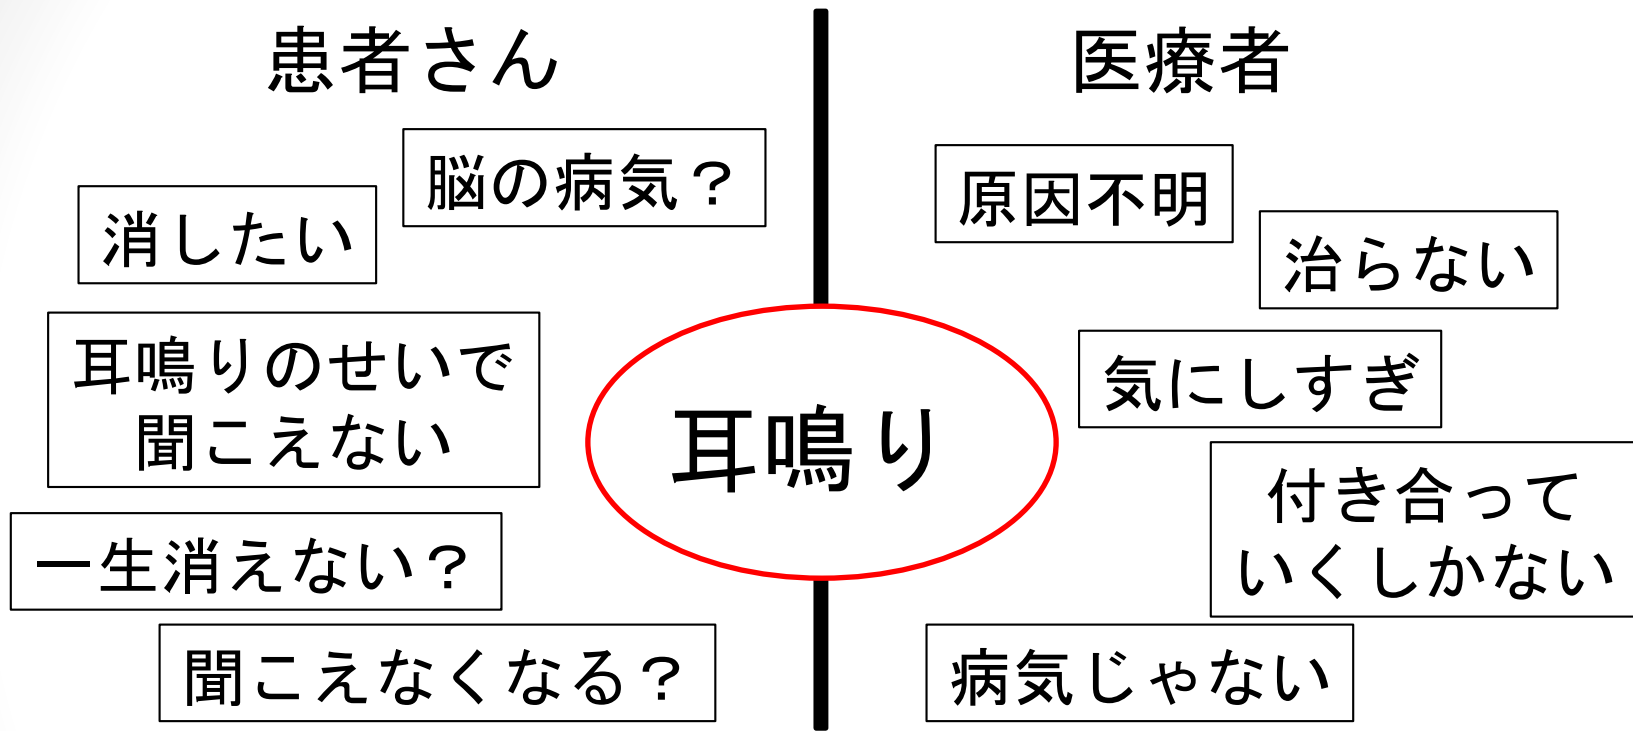 患者さん
脳の病気？
消したい
耳鳴りのせいで
聞こえない
一生消えない？
聞こえなくなる？
耳鳴り
医療者
原因不明
治らない
気にしすぎ
付き合って
いくしかない
病気じゃない